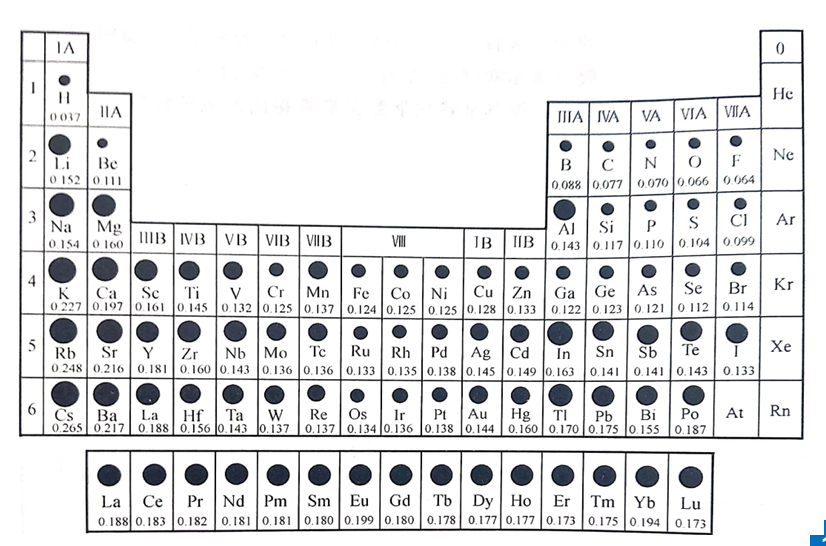 IA 0
1 H He
0.037 IIA IIIA IVA VA VIA VIIA
2 Li Be B C N O F Ne
0.152 0.111 0.088 0.077 0.070 0.066 0.064
3 Na Mg Al Si P S Cl Ar
0.154 0.160 IIIB IVB VB VIB VIIB VIII IB IIB 0.143 0.117 0.110 0.104 0.099
4 K Ca Sc Ti V Cr Mn Fe Co Ni Cu Zn Ga Ge As Se Br Kr
0.227 0.197 0.161 0.145 0.132 0.125 0.137 0.124 0.125 0.125 0.128 0.133 0.122 0.123 0.121 0.112 0.114
5 Rb Sr Y Zr Nb Mo Tc Ru Rh Pd Ag Cd In Sn Sb Te I Xe
0.248 0.216 0.181 0.160 0.143 0.136 0.136 0.133 0.135 0.138 0.145 0.149 0.163 0.141 0.141 0.143 0.133
6 Cs Ba La Hf Ta W Re Os Ir Pt Au Hg Tl Pb Bi Po At Rn
0.265 0.217 0.188 0.156 0.143 0.137 0.137 0.134 0.136 0.138 0.144 0.160 0.170 0.175 0.155 0.187
La Ce Pr Nd Pm Sm Eu Gd Tb Dy Ho Er Tm Yb Lu
0.188 0.183 0.182 0.181 0.181 0.180 0.199 0.180 0.178 0.177 0.177 0.173 0.175 0.194 0.173